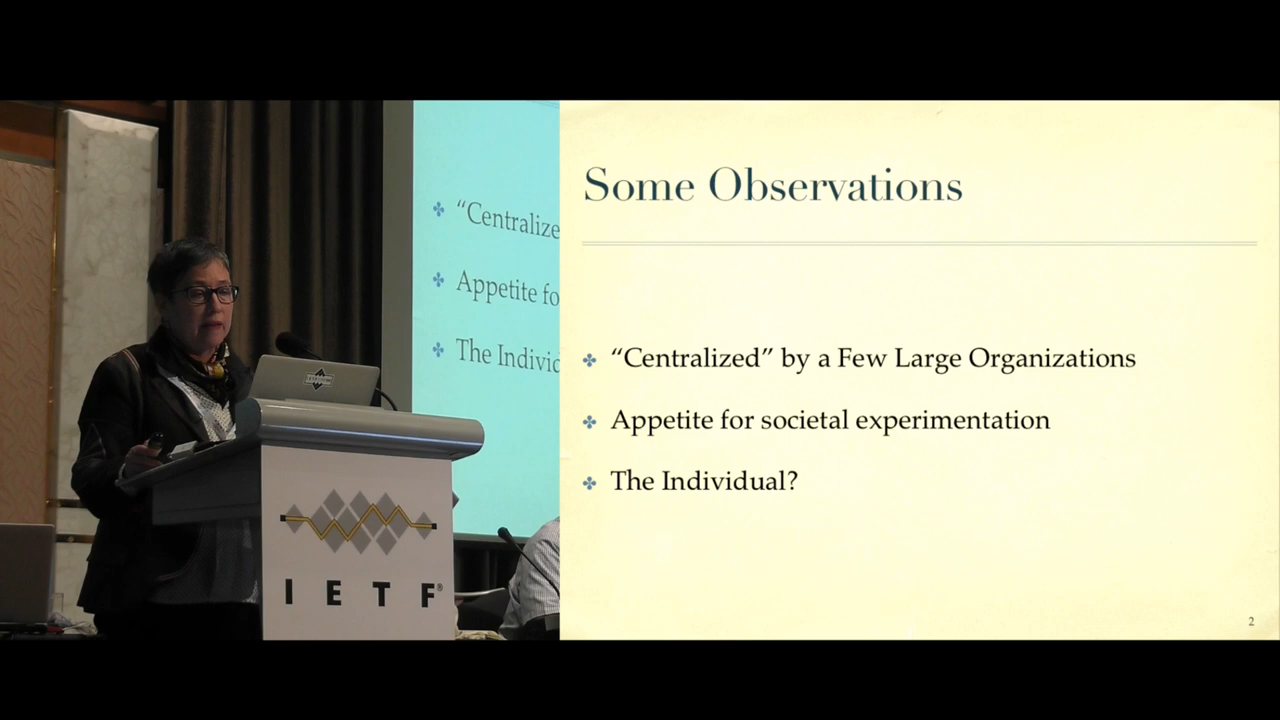 “Centralize
Appetite fo
The Individ
IETF®
Some Observations
“Centralized” by a Few Large Organizations
Appetite for societal experimentation
The Individual?
2